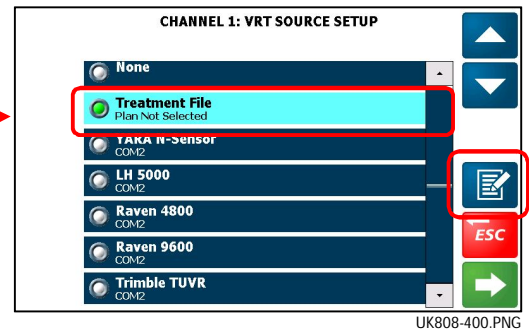 CHANNEL 1: VRT SOURCE SETUP
None
Treatment File
Plan Not Selected
YARA N-Sensor
COM2
LH 5000
COM2
Raven 4800
COM2
Raven 9600
COM2
Trimble TUVR
COM2
ESC
UK808-400.PNG